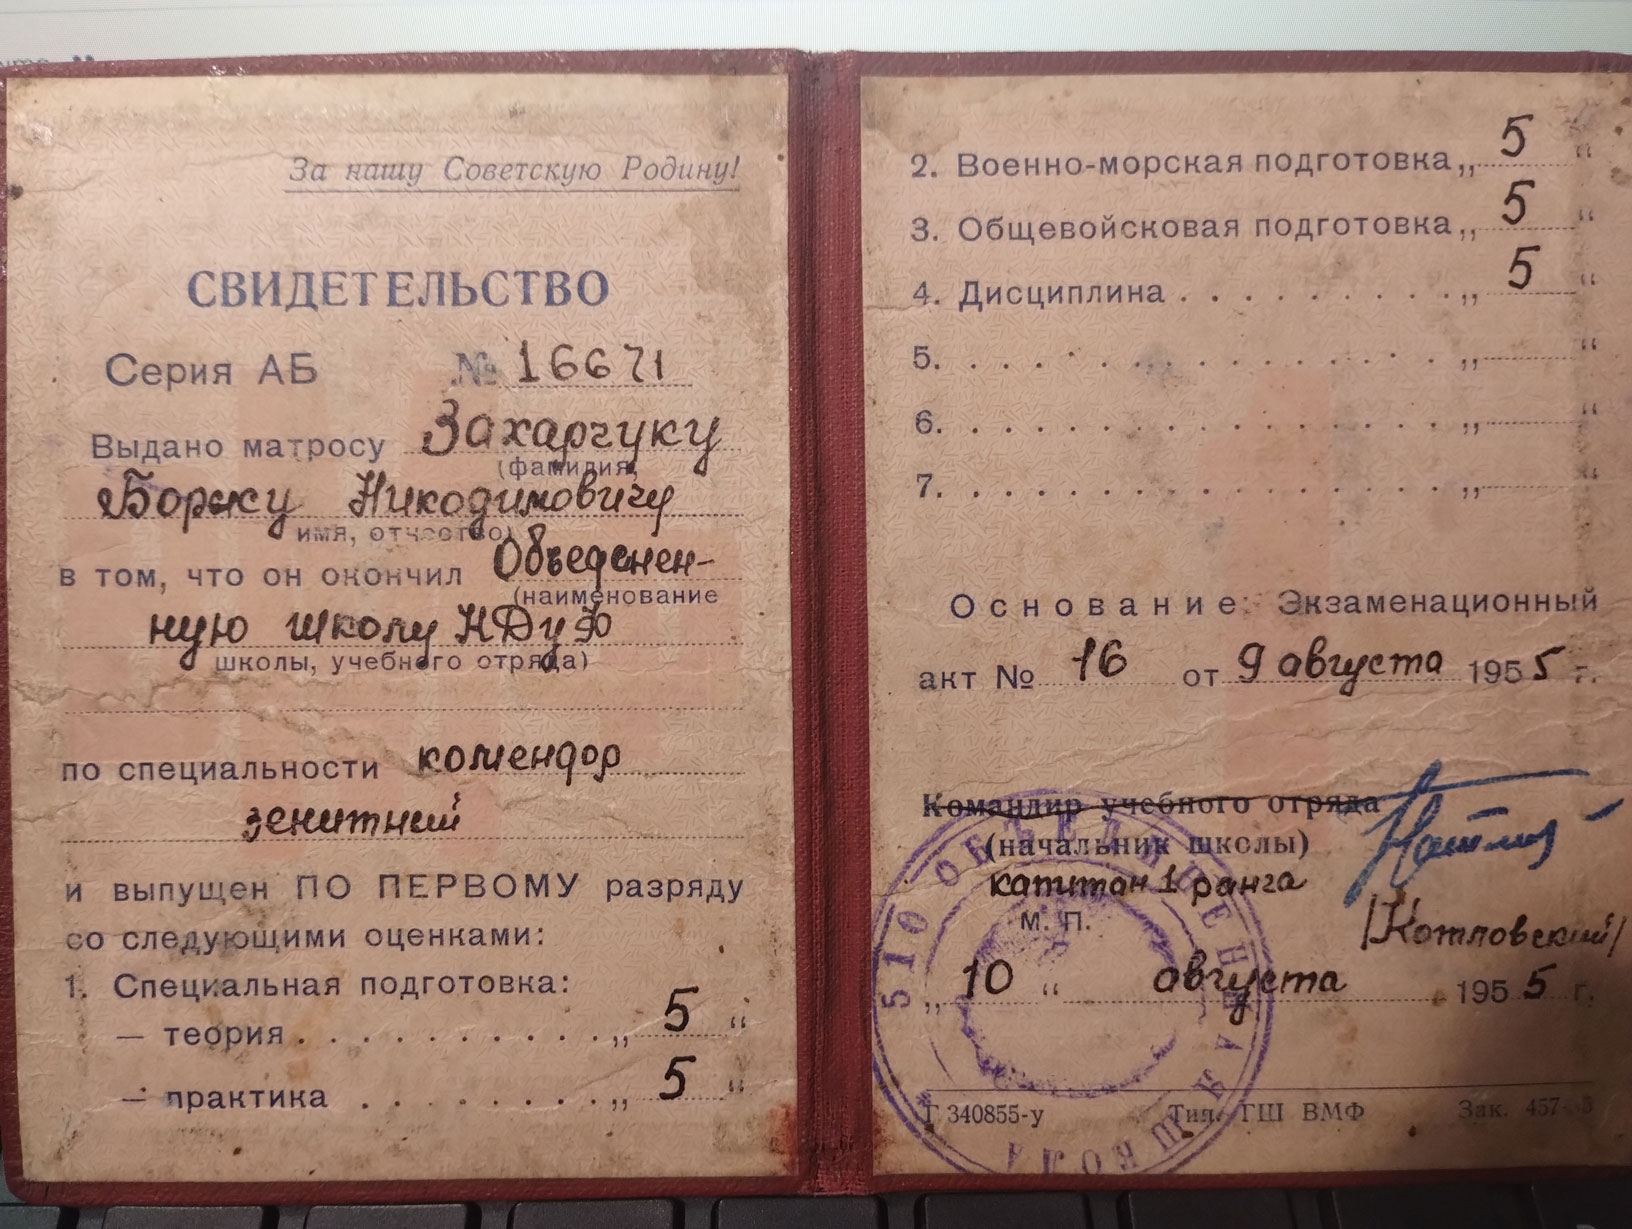 За нашу Советскую Родину!
СВИДЕТЕЛЬСТВО
Серия АБ № 16671
Выдано матросу Захарчуку
(фамилия,
Борису Никодимовичу
имя, отчество)
в том, что он окончил Объеденен-
(наименование
ную школу НДуФ
школы, учебного отряда)
по специальности комендор
зенитный
и выпущен ПО ПЕРВОМУ разряду
со следующими оценками:
1. Специальная подготовка:
— теория . . . . . . . . . . „ 5 “
— практика . . . . . . . . „ 5 “
2. Военно-морская подготовка „ 5 “
3. Общевойсковая подготовка „ 5 “
4. Дисциплина . . . . . . . . . „ 5 “
5. . . . . . . . . . . . . . „ “
6. . . . . . . . . . . . . . „ “
7. . . . . . . . . . . . . . „ “
Основание: Экзаменационный
акт № 16 от 9 августа 1955 г.
Командир учебного отряда
(начальник школы)
капитан 1 ранга
М. П.
/Котловский/
„ 10 “ августа 1955 г.
510 ОБЪЕДИНЕННАЯ ШКОЛА
Г 340855-у Тип. ГШ ВМФ Зак. 457-